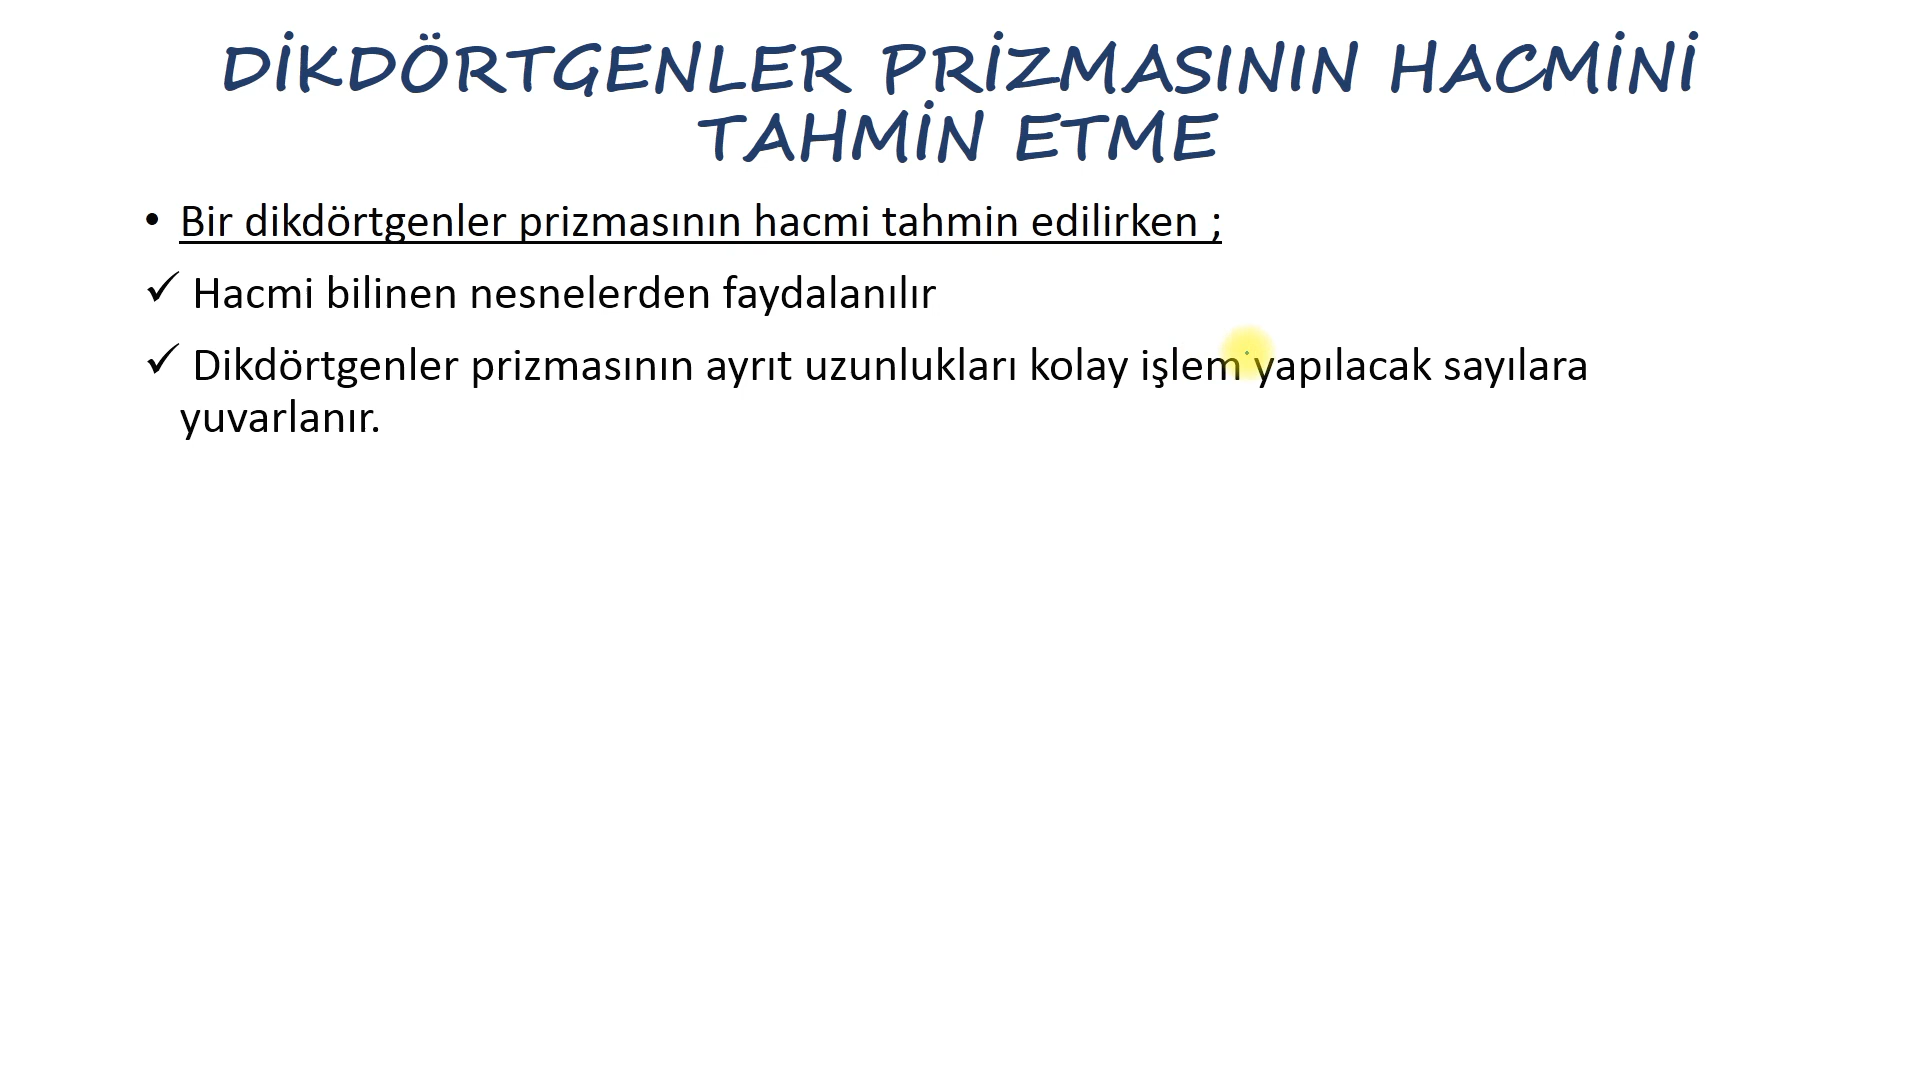 DİKDÖRTGENLER PRİZMASININ HACMİNİ
TAHMİN ETME
• Bir dikdörtgenler prizmasının hacmi tahmin edilirken ;
✓ Hacmi bilinen nesnelerden faydalanılır
✓ Dikdörtgenler prizmasının ayrıt uzunlukları kolay işlem yapılacak sayılara
yuvarlanır.